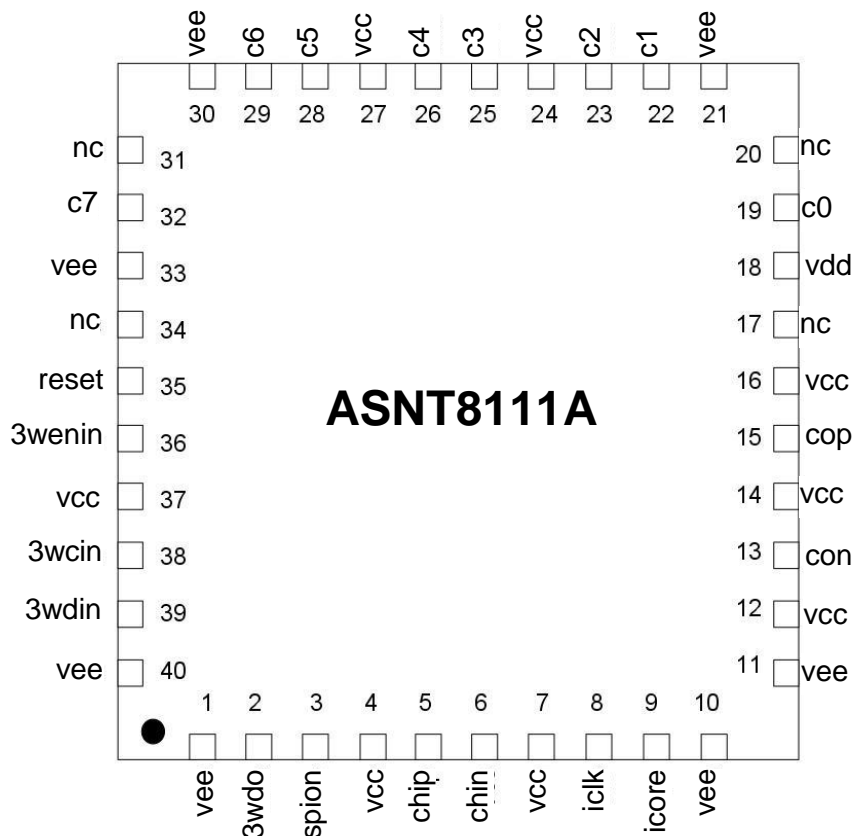 vee c6 c5 vcc c4 c3 vcc c2 c1 vee
30 29 28 27 26 25 24 23 22 21
nc 31 20 nc
c7 32 19 c0
vee 33 18 vdd
nc 34 17 nc
reset 35 16 vcc
ASNT8111A
3wenin 36 15 cop
vcc 37 14 vcc
3wcin 38 13 con
3wdin 39 12 vcc
vee 40 11 vee
1 2 3 4 5 6 7 8 9 10
vee 3wdo spion vcc chip chin vcc iclk icore vee